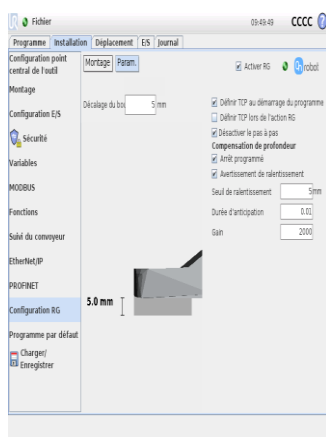 Fichier
09:49:49
CCCC
Programme Installation Déplacement E/S Journal
Configuration point central de l'outil
Montage
Configuration E/S
Sécurité
Variables
MODBUS
Fonctions
Suivi du convoyeur
EtherNet/IP
PROFINET
Configuration RG
Programme par défaut
Charger/
Enregistrer
Montage Param.
Activer RG
robot
Décalage du bou 5 mm
Définir TCP au démarrage du programme
Définir TCP lors de l'action RG
Désactiver le pas à pas
Compensation de profondeur
Arrêt programmé
Avertissement de ralentissement
Seuil de ralentissement 5mm
Durée d'anticipation 0.01
Gain 2000
5.0 mm